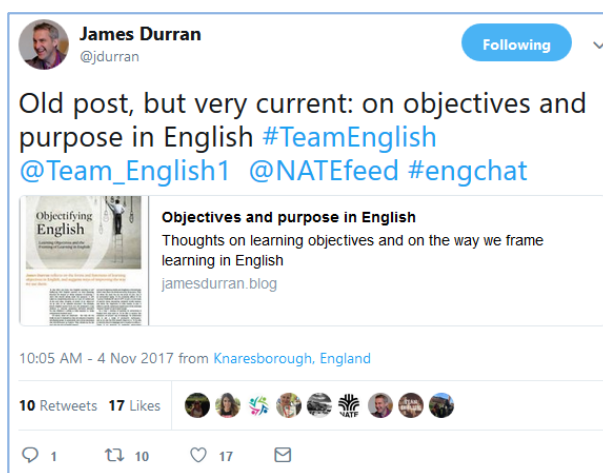 James Durran
@jdurran
Following
Old post, but very current: on objectives and
purpose in English #TeamEnglish
@Team_English1 @NATEfeed #engchat
Objectifying
English
Objectives and purpose in English
Thoughts on learning objectives and on the way we frame
learning in English
jamesdurran.blog
10:05 AM - 4 Nov 2017 from Knaresborough, England
10 Retweets 17 Likes
NATE
1 10 17